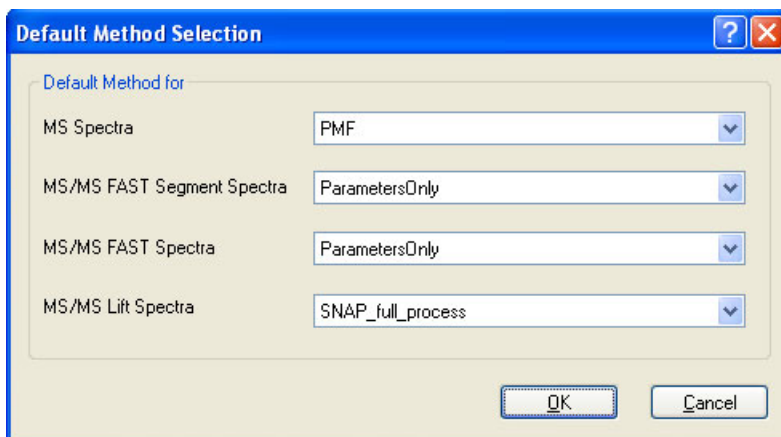 Default Method Selection
Default Method for
MS Spectra PMF
MS/MS FAST Segment Spectra ParametersOnly
MS/MS FAST Spectra ParametersOnly
MS/MS Lift Spectra SNAP_full_process
OK Cancel